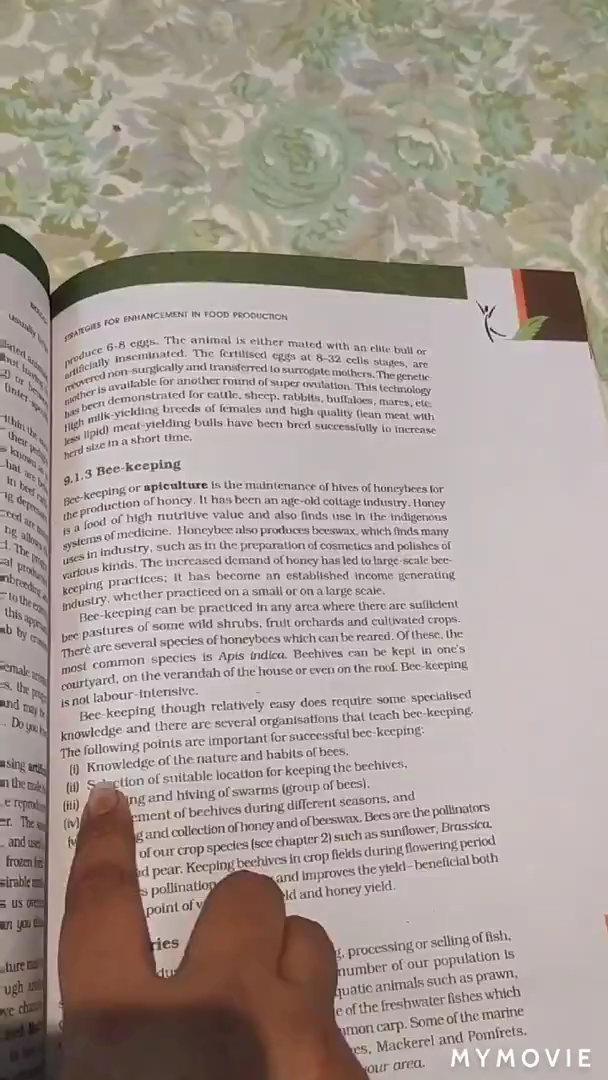 STRATEGIES FOR ENHANCEMENT IN FOOD PRODUCTION
produce 6-8 eggs. The animal is either mated with an elite bull or
artificially inseminated. The fertilised eggs at 8–32 cells stages, are
recovered non-surgically and transferred to surrogate mothers. The genetic
mother is available for another round of super ovulation. This technology
has been demonstrated for cattle, sheep, rabbits, buffaloes, mares, etc.
High milk-yielding breeds of females and high quality (lean meat with
less lipid) meat-yielding bulls have been bred successfully to increase
herd size in a short time.
9.1.3 Bee-keeping
Bee-keeping or apiculture is the maintenance of hives of honeybees for
the production of honey. It has been an age-old cottage industry. Honey
is a food of high nutritive value and also finds use in the indigenous
systems of medicine. Honeybee also produces beeswax, which finds many
uses in industry, such as in the preparation of cosmetics and polishes of
various kinds. The increased demand of honey has led to large-scale bee-
keeping practices; it has become an established income generating
industry, whether practiced on a small or on a large scale.
Bee-keeping can be practiced in any area where there are sufficient
bee pastures of some wild shrubs, fruit orchards and cultivated crops.
There are several species of honeybees which can be reared. Of these, the
most common species is Apis indica. Beehives can be kept in one's
courtyard, on the verandah of the house or even on the roof. Bee-keeping
is not labour-intensive.
Bee-keeping though relatively easy does require some specialised
knowledge and there are several organisations that teach bee-keeping.
The following points are important for successful bee-keeping:
(i) Knowledge of the nature and habits of bees,
(ii) Selection of suitable location for keeping the beehives,
(iii) and hiving of swarms (group of bees),
(iv) of beehives during different seasons, and
and collection of honey and of beeswax. Bees are the pollinators
of our crop species (see chapter 2) such as sunflower, Brassica,
pear. Keeping beehives in crop fields during flowering period
pollination and improves the yield–beneficial both
point of and honey yield.
processing or selling of fish,
number of our population is
aquatic animals such as prawn,
of the freshwater fishes which
common carp. Some of the marine
Mackerel and Pomfrets.
your area.
MYMOVIE